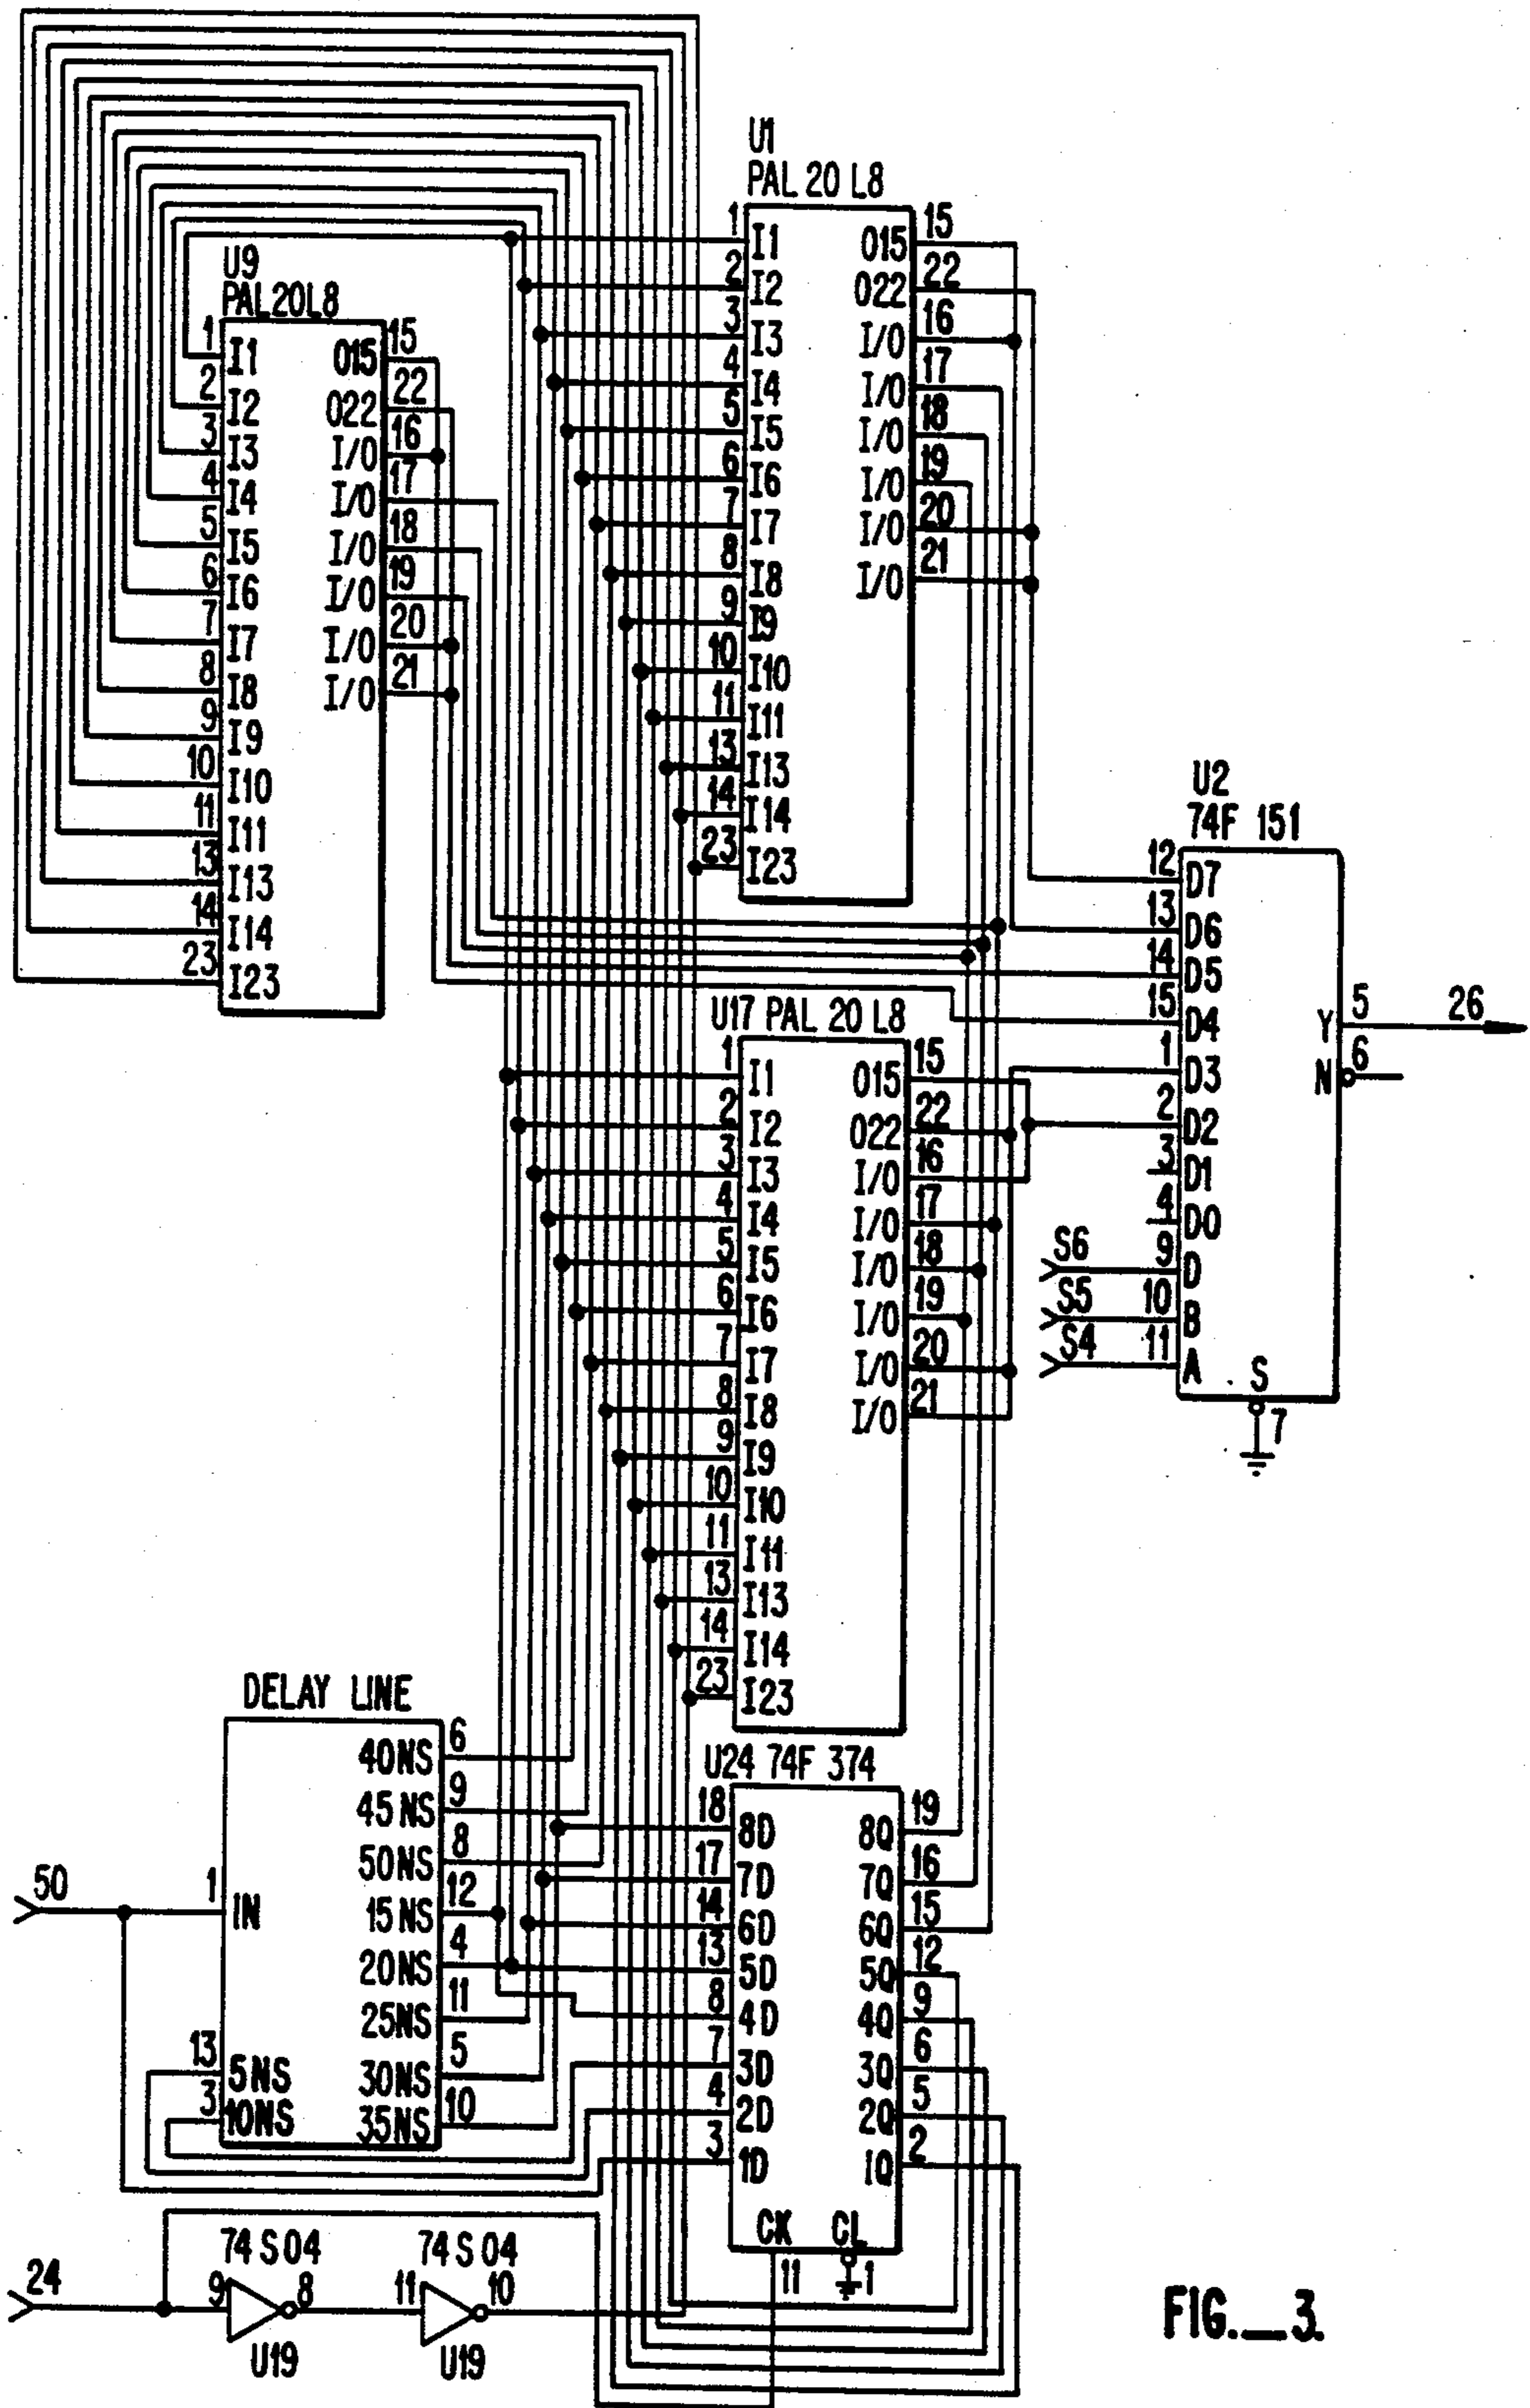 U1
PAL 20 L8
1 I1 O15 15
2 I2 O22 22
3 I3 I/O 16
4 I4 I/O 17
5 I5 I/O 18
6 I6 I/O 19
7 I7 I/O 20
8 I8 I/O 21
9 I9
10 I10
11 I11
13 I13
14 I14
23 I23
U9
PAL20L8
1 I1 O15 15
2 I2 O22 22
3 I3 I/O 16
4 I4 I/O 17
5 I5 I/O 18
6 I6 I/O 19
7 I7 I/O 20
8 I8 I/O 21
9 I9
10 I10
11 I11
13 I13
14 I14
23 I23
U2
74F 151
12 D7
13 D6
14 D5
15 D4 Y 5 26
1 D3 N 6
2 D2
3 D1
4 D0
S6 9 D
S5 10 B
S4 11 A
S
7
U17 PAL 20 L8
1 I1 O15 15
2 I2 O22 22
3 I3 I/O 16
4 I4 I/O 17
5 I5 I/O 18
6 I6 I/O 19
7 I7 I/O 20
8 I8 I/O 21
9 I9
10 I10
11 I11
13 I13
14 I14
23 I23
DELAY LINE
40NS 6
45NS 9
50NS 8
50 1 IN 15NS 12
20NS 4
25NS 11
13 5NS 30NS 5
3 10NS 35NS 10
U24 74F 374
18 8D 8Q 19
17 7D 7Q 16
14 6D 6Q 15
13 5D 5Q 12
8 4D 4Q 9
7 3D 3Q 6
4 2D 2Q 5
3 1D 1Q 2
CK CL
11 1
74 S 04 74 S 04
24 9 8 11 10
U19 U19
FIG.__3.